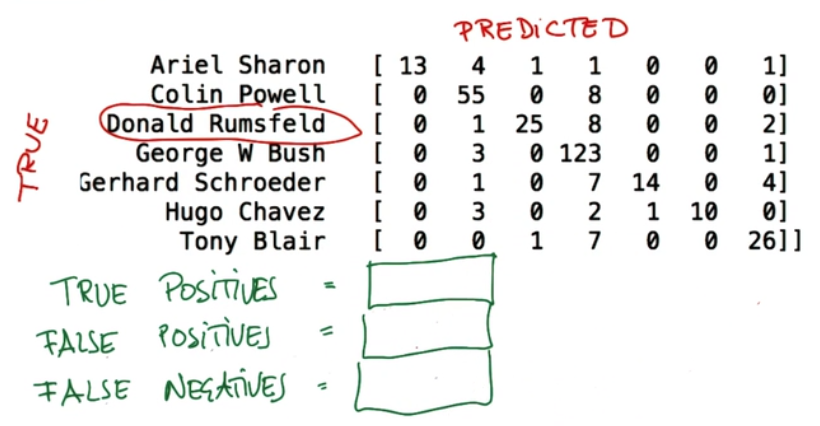 PREDICTED
Ariel Sharon [ 13 4 1 1 0 0 1]
Colin Powell [ 0 55 0 8 0 0 0]
TRUE
Donald Rumsfeld [ 0 1 25 8 0 0 2]
George W Bush [ 0 3 0 123 0 0 1]
Gerhard Schroeder [ 0 1 0 7 14 0 4]
Hugo Chavez [ 0 3 0 2 1 10 0]
Tony Blair [ 0 0 1 7 0 0 26]]
TRUE POSITIVES =
FALSE POSITIVES =
FALSE NEGATIVES =